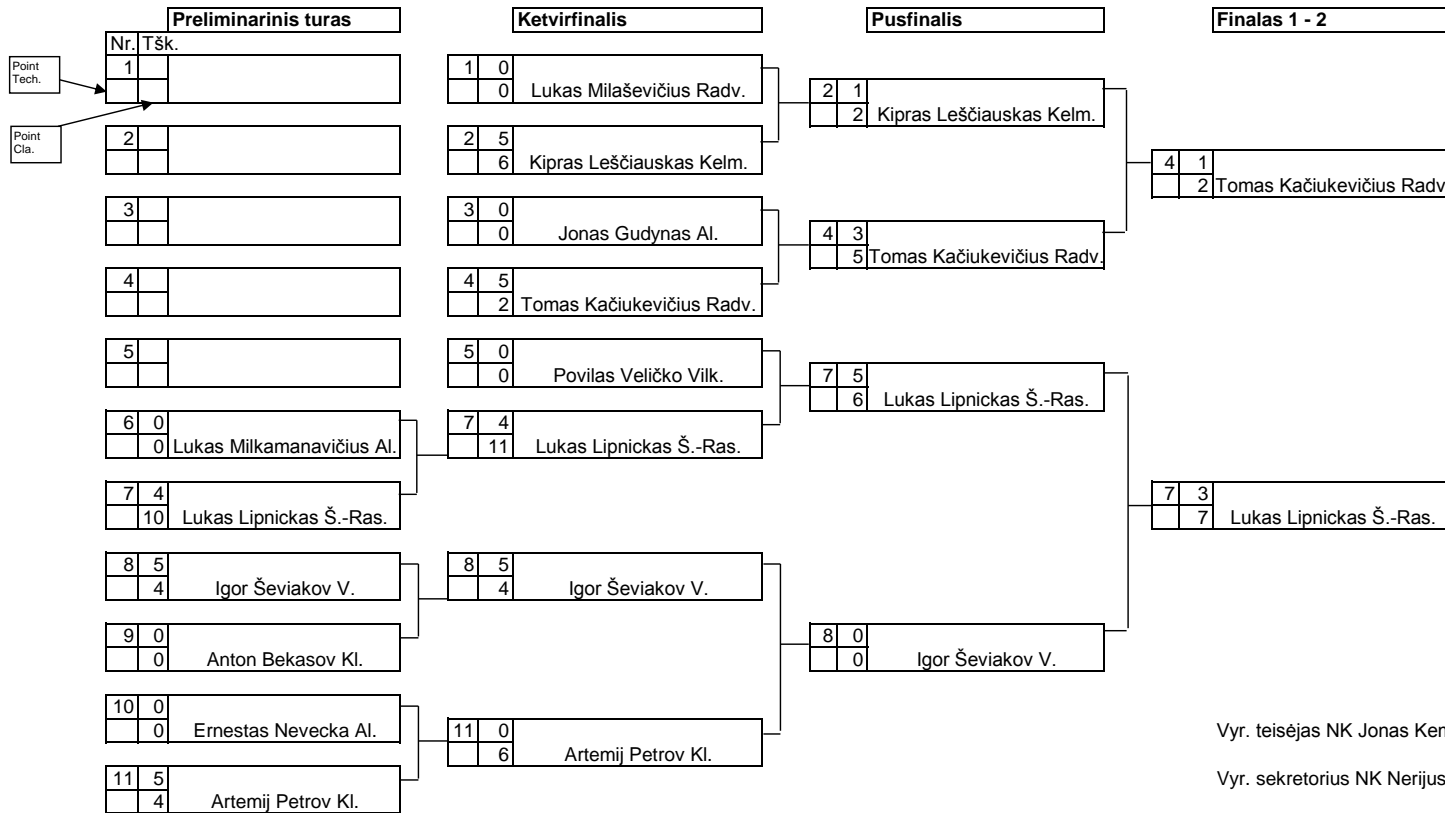 Preliminarinis turas Ketvirfinalis Pusfinalis Finalas 1 - 2
Nr. Tšk.
Point
Tech.
Point
Cla.
1
2
3
4
5
6 0
0 Lukas Milkamanavičius Al.
7 4
10 Lukas Lipnickas Š.-Ras.
8 5
4 Igor Ševiakov V.
9 0
0 Anton Bekasov Kl.
10 0
0 Ernestas Nevecka Al.
11 5
4 Artemij Petrov Kl.
1 0
0 Lukas Milaševičius Radv.
2 5
6 Kipras Leščiauskas Kelm.
3 0
0 Jonas Gudynas Al.
4 5
2 Tomas Kačiukevičius Radv.
5 0
0 Povilas Veličko Vilk.
7 4
11 Lukas Lipnickas Š.-Ras.
8 5
4 Igor Ševiakov V.
11 0
6 Artemij Petrov Kl.
2 1
2 Kipras Leščiauskas Kelm.
4 3
5 Tomas Kačiukevičius Radv.
7 5
6 Lukas Lipnickas Š.-Ras.
8 0
0 Igor Ševiakov V.
4 1
2 Tomas Kačiukevičius Radv
7 3
7 Lukas Lipnickas Š.-Ras.
Vyr. teisėjas NK Jonas
Vyr. sekretorius NK Nerijus